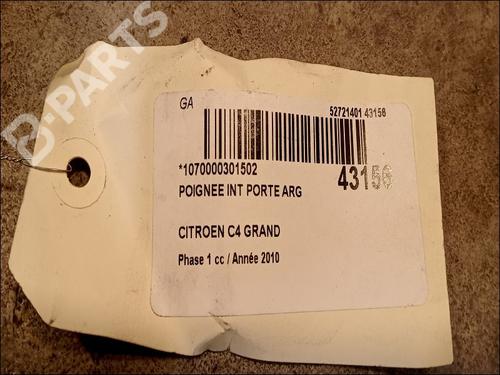 B-PARTS
GA
52721401 43156
*1070000301502
43156
POIGNEE INT PORTE ARG
CITROEN C4 GRAND
Phase 1 cc / Année 2010